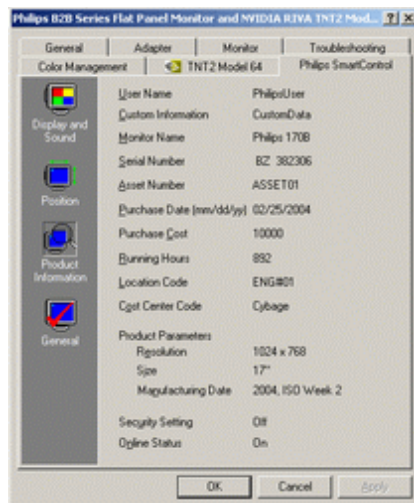 Philips B2B Series Flat Panel Monitor and NVIDIA RIVA TNT2 Mod...
General Adapter Monitor Troubleshooting
Color Management TNT2 Model 64 Philips SmartControl
Display and Sound
Position
Product Information
General
User Name PhilipsUser
Custom Information CustomData
Monitor Name Philips 170B
Serial Number BZ 382306
Asset Number ASSET01
Purchase Date (mm/dd/yy) 02/25/2004
Purchase Cost 10000
Running Hours 892
Location Code ENG#01
Cost Center Code Cybage
Product Parameters
Resolution 1024 x 768
Size 17"
Manufacturing Date 2004, ISO Week 2
Security Setting Off
Online Status On
OK Cancel Apply